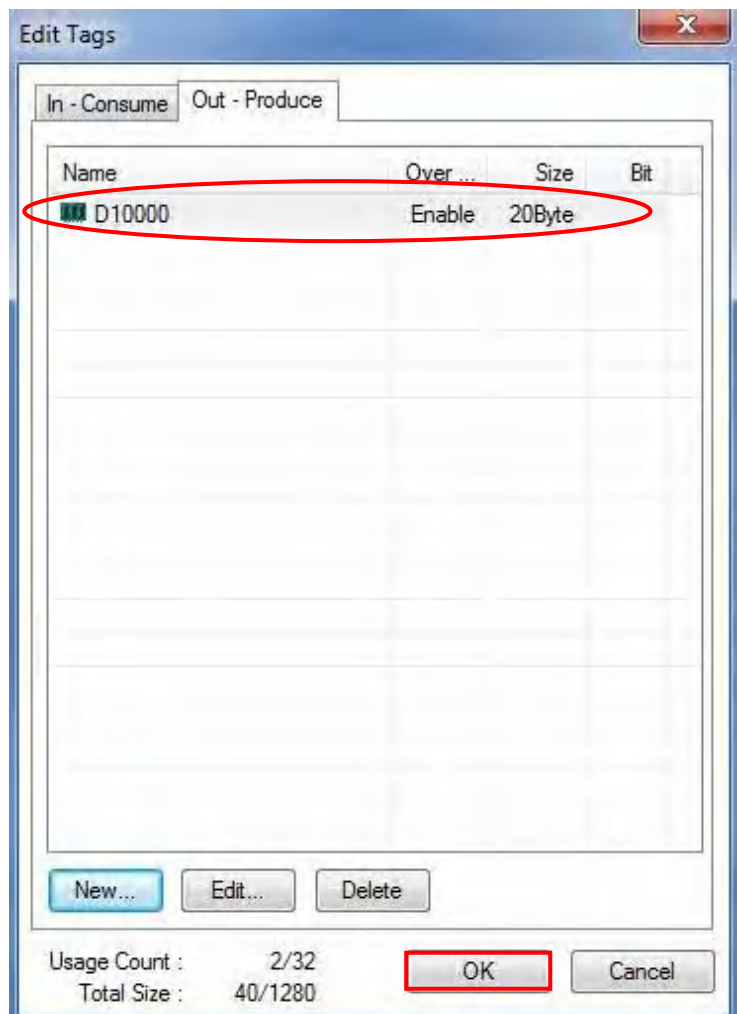 Edit Tags
In - Consume Out - Produce
Name Over ... Size Bit
D10000 Enable 20Byte
New... Edit... Delete
Usage Count : 2/32
OK Cancel
Total Size : 40/1280